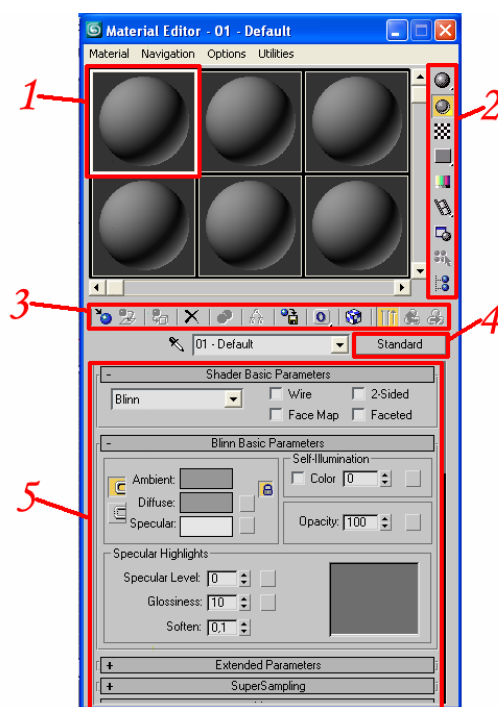 Material Editor - 01 - Default
Material Navigation Options Utilities
1
2
3
4
01 - Default Standard
5
- Shader Basic Parameters
Blinn Wire 2-Sided
Face Map Faceted
- Blinn Basic Parameters
Self-Illumination
Ambient: Color 0
Diffuse:
Specular: Opacity: 100
Specular Highlights
Specular Level: 0
Glossiness: 10
Soften: 0,1
+ Extended Parameters
+ SuperSampling